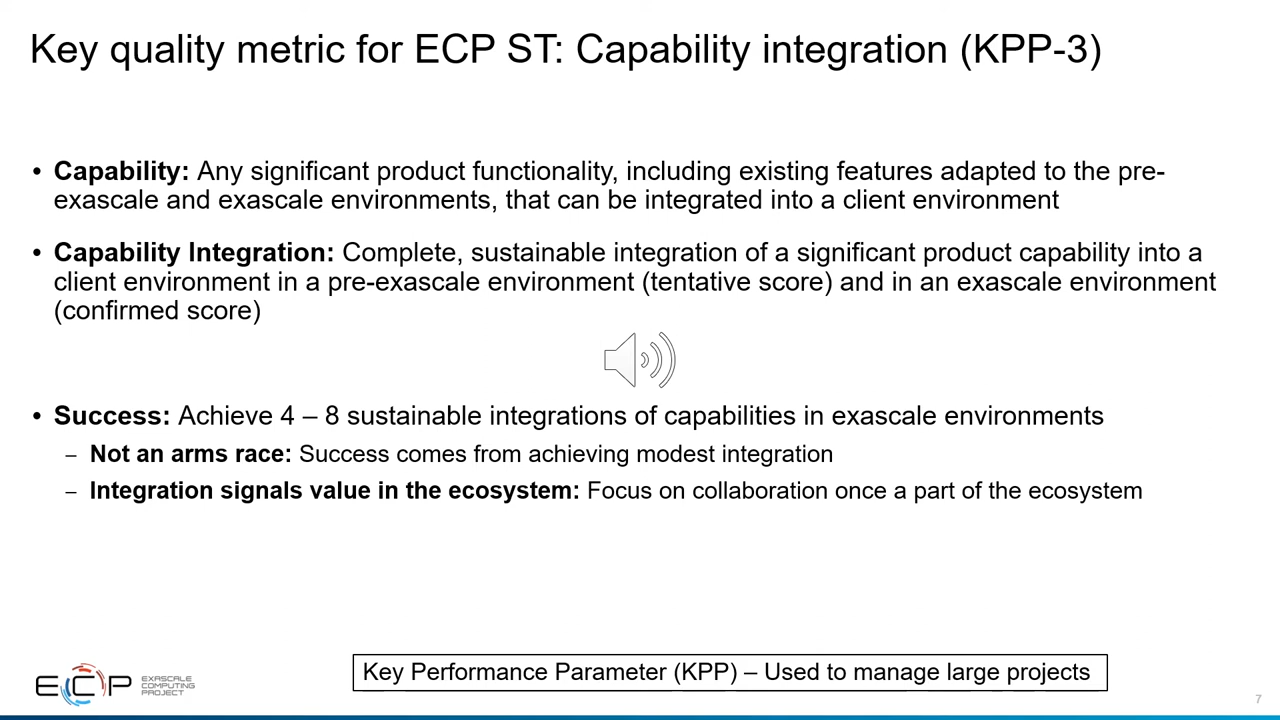 Key quality metric for ECP ST: Capability integration (KPP-3)
• Capability: Any significant product functionality, including existing features adapted to the pre-
exascale and exascale environments, that can be integrated into a client environment
• Capability Integration: Complete, sustainable integration of a significant product capability into a
client environment in a pre-exascale environment (tentative score) and in an exascale environment
(confirmed score)
• Success: Achieve 4 – 8 sustainable integrations of capabilities in exascale environments
– Not an arms race: Success comes from achieving modest integration
– Integration signals value in the ecosystem: Focus on collaboration once a part of the ecosystem
Key Performance Parameter (KPP) – Used to manage large projects
ECP
EXASCALE
COMPUTING
PROJECT
7